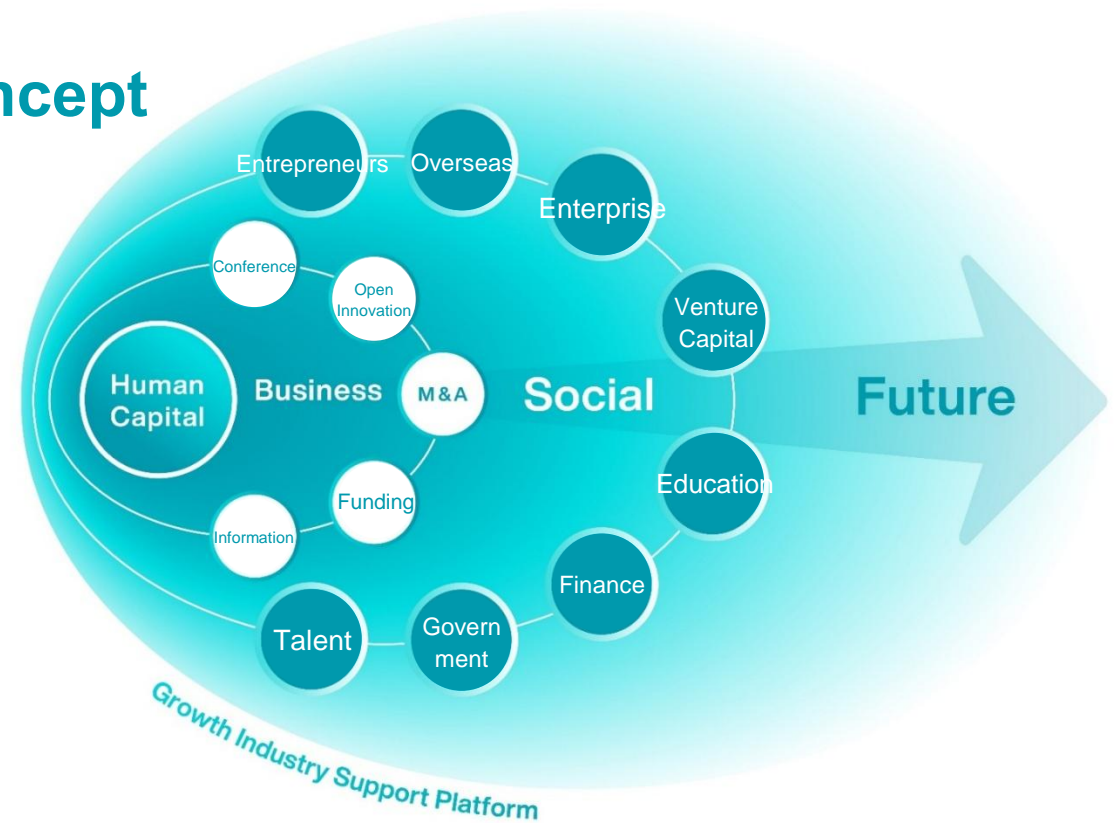 ncept
Entrepreneurs
Overseas
Enterprise
Conference
Open
Innovation
Venture
Capital
Human
Capital
Business
M&A
Social
Future
Funding
Education
Information
Finance
Talent
Govern
ment
Growth Industry Support Platform